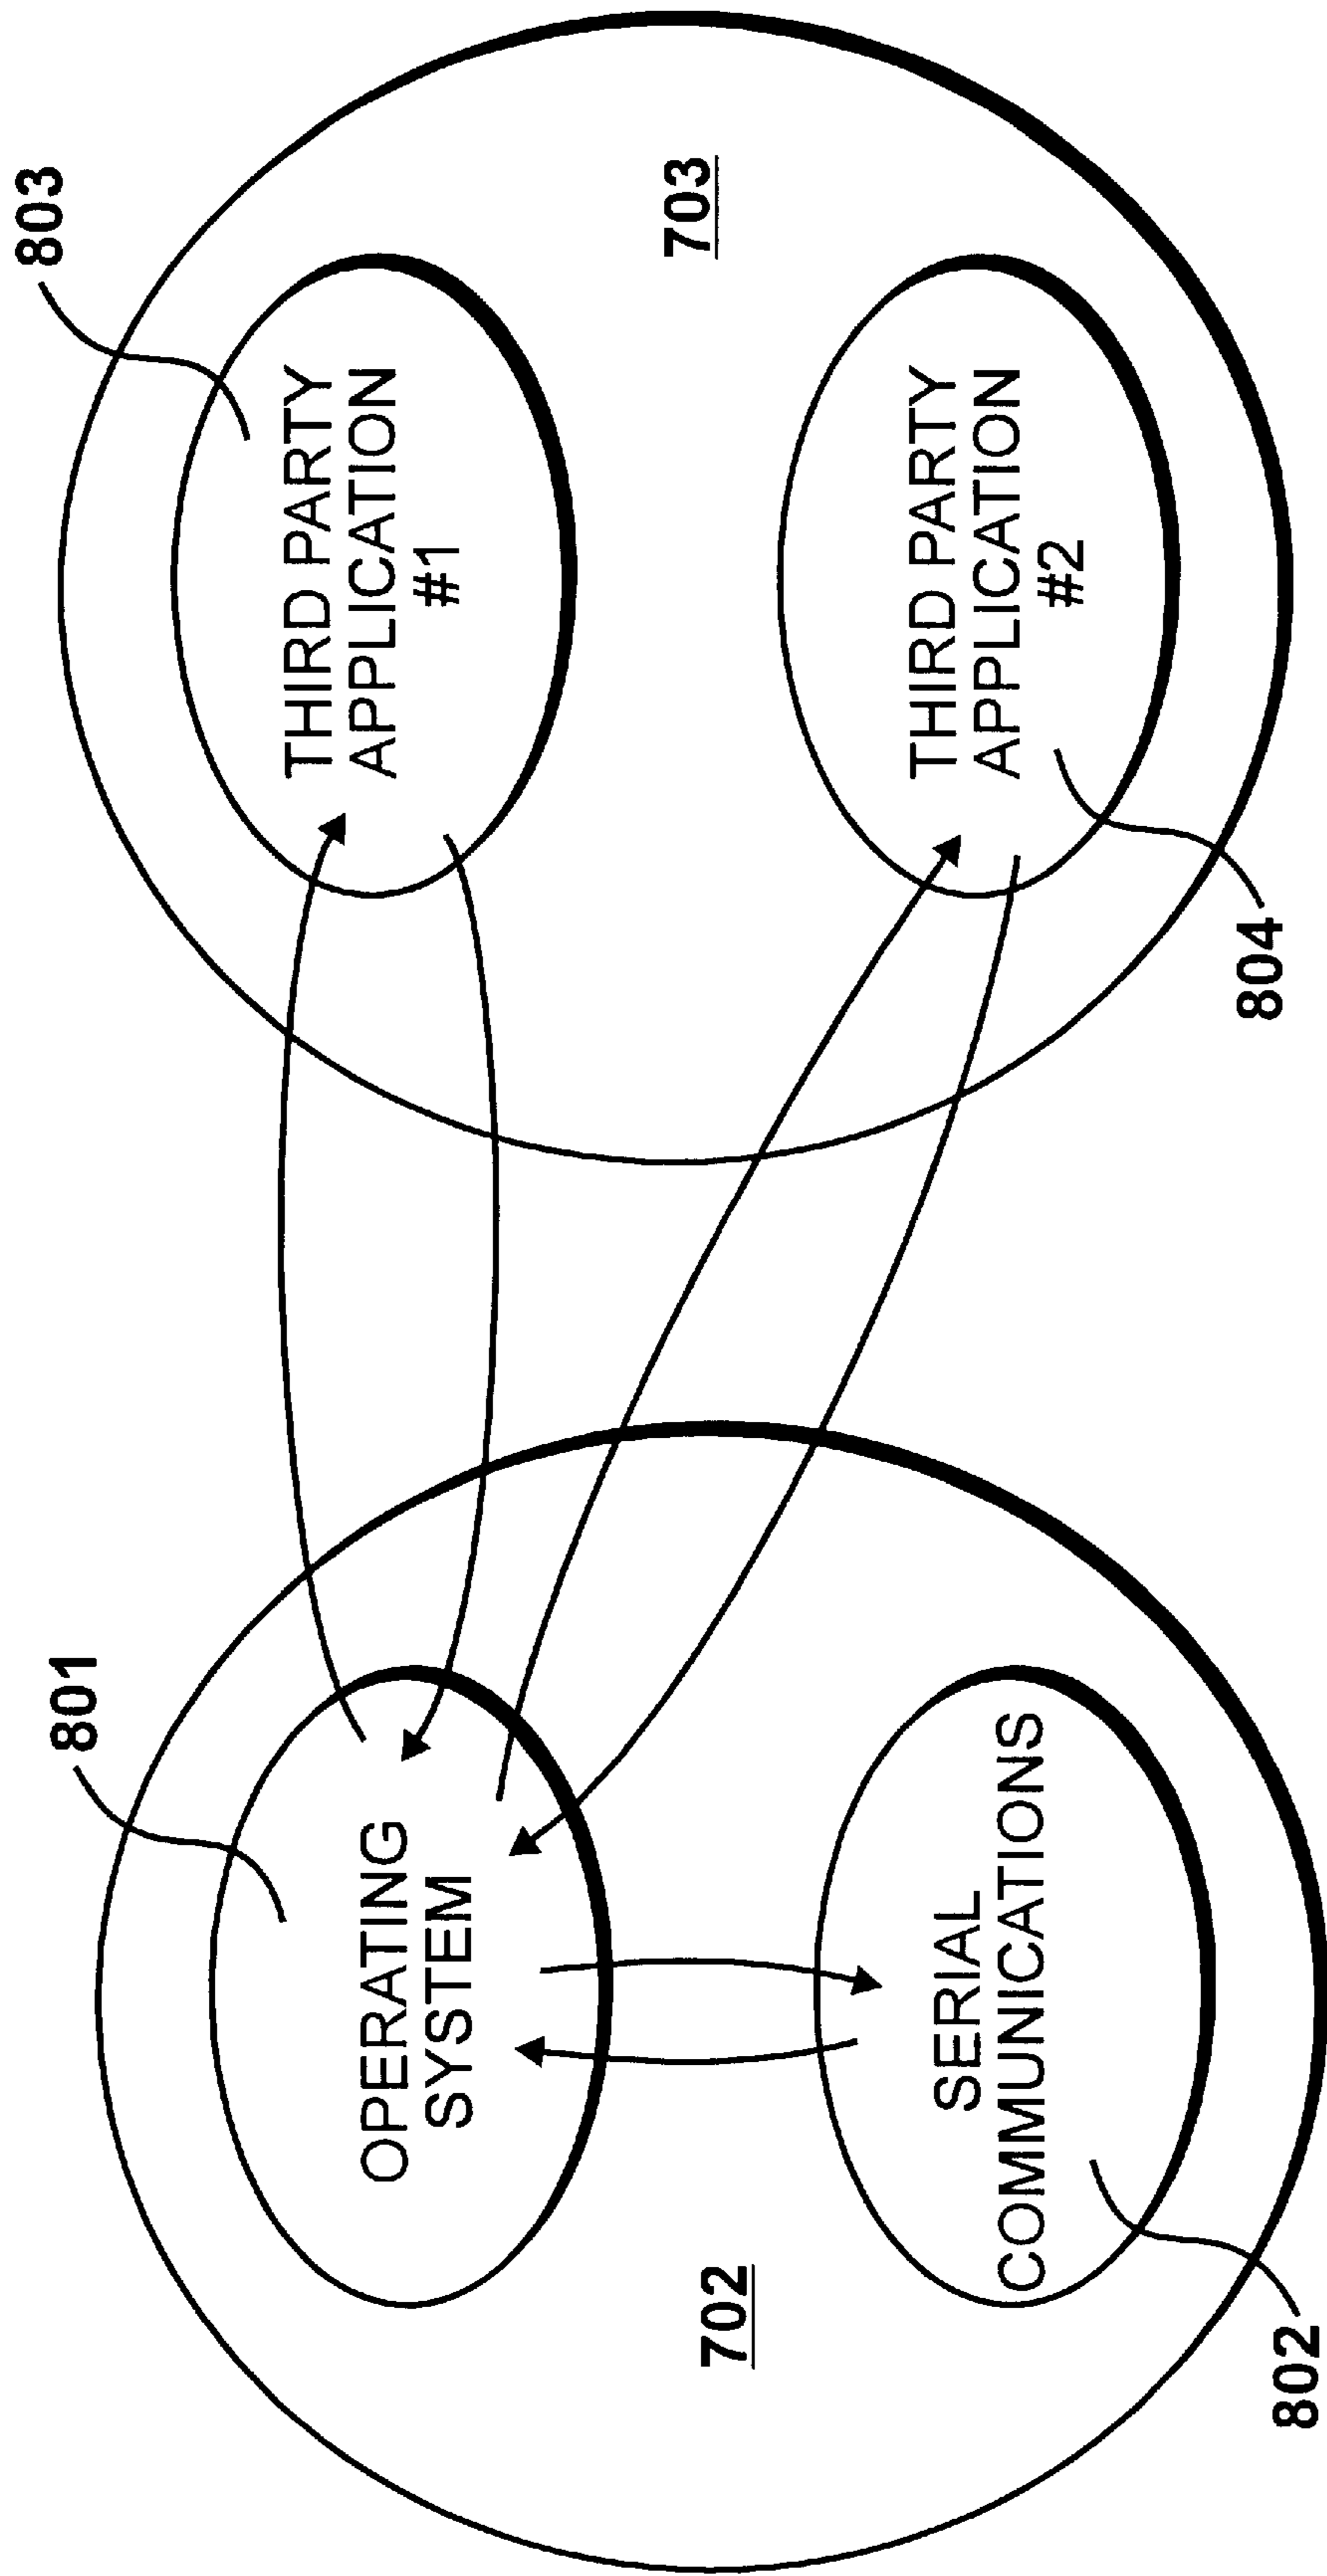 801
OPERATING
SYSTEM
702
SERIAL
COMMUNICATIONS
802
803
THIRD PARTY
APPLICATION
#1
703
THIRD PARTY
APPLICATION
#2
804